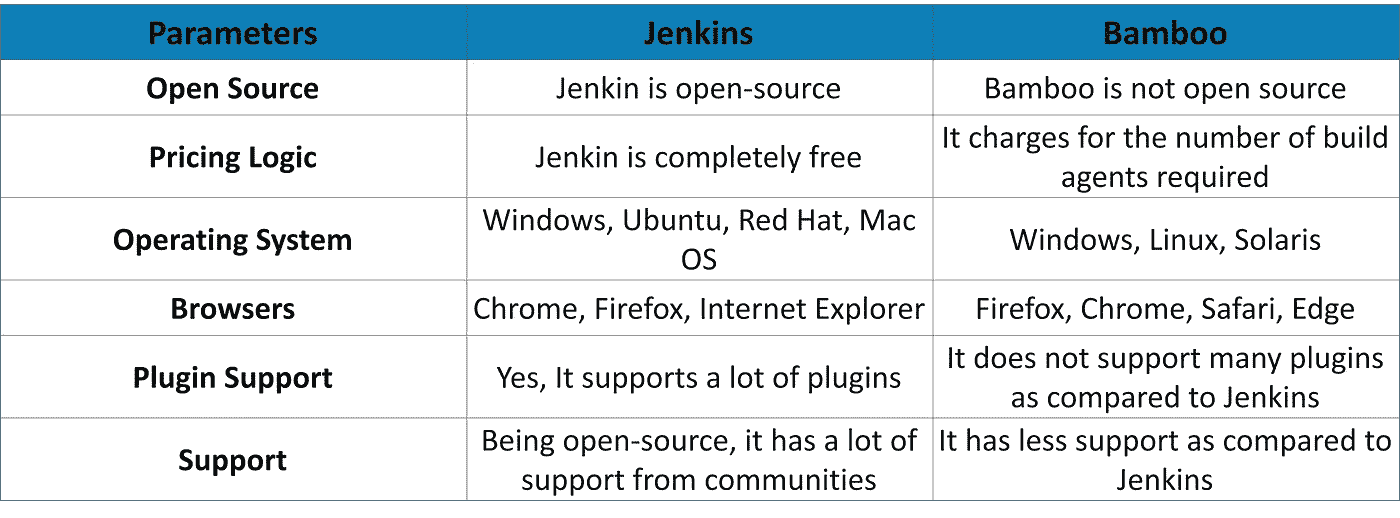 Parameters Jenkins Bamboo
Open Source Jenkin is open-source Bamboo is not open source
Pricing Logic Jenkin is completely free It charges for the number of build
agents required
Operating System Windows, Ubuntu, Red Hat, Mac
OS Windows, Linux, Solaris
Browsers Chrome, Firefox, Internet Explorer Firefox, Chrome, Safari, Edge
Plugin Support Yes, It supports a lot of plugins It does not support many plugins
as compared to Jenkins
Support Being open-source, it has a lot of
support from communities It has less support as compared to
Jenkins